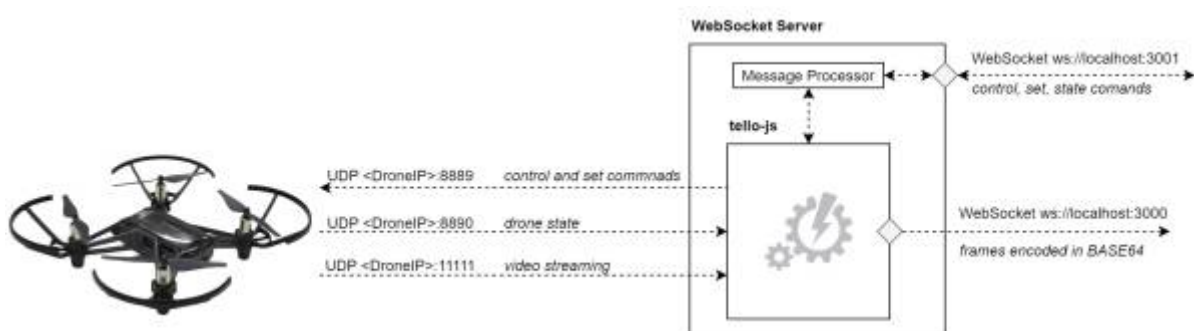 WebSocket Server
WebSocket ws://localhost:3001
Message Processor
control, set, state comands
tello-js
UDP <DroneIP>:8889 control and set commnads
UDP <DroneIP>:8890 drone state
WebSocket ws://localhost:3000
frames encoded in BASE64
UDP <DroneIP>:11111 video streaming